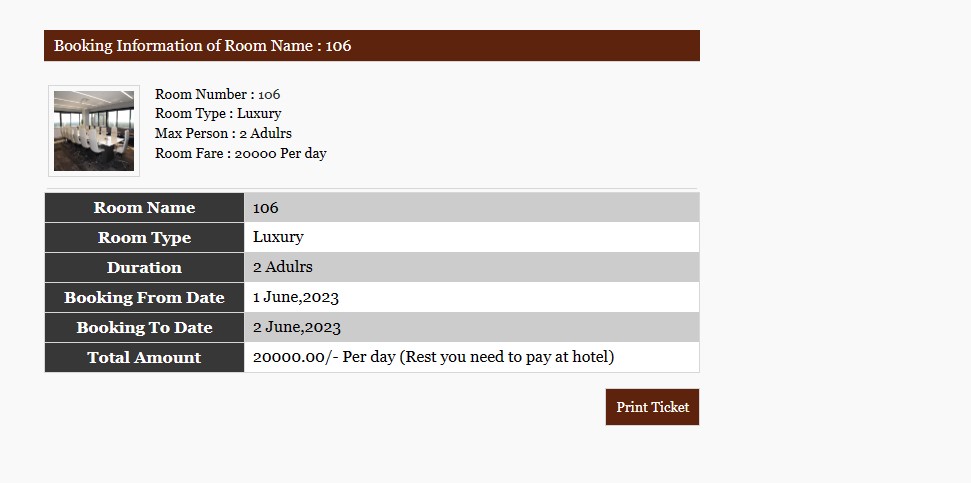 Booking Information of Room Name : 106
Room Number : 106
Room Type : Luxury
Max Person : 2 Adulrs
Room Fare : 20000 Per day
Room Name 106
Room Type Luxury
Duration 2 Adulrs
Booking From Date 1 June,2023
Booking To Date 2 June,2023
Total Amount 20000.00/- Per day (Rest you need to pay at hotel)
Print Ticket